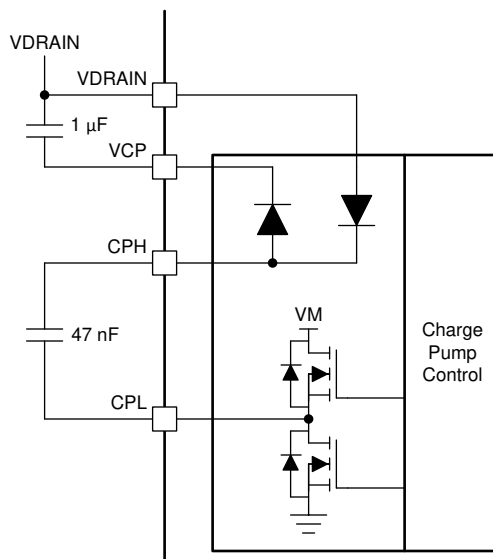 VDRAIN
VDRAIN
1 µF
VCP
CPH
47 nF
VM
Charge
Pump
Control
CPL